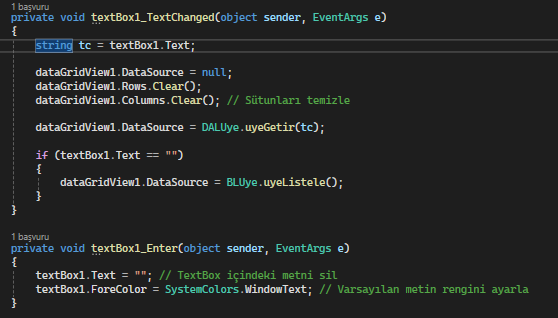 1 başvuru
private void textBox1_TextChanged(object sender, EventArgs e)
{
string tc = textBox1.Text;
dataGridView1.DataSource = null;
dataGridView1.Rows.Clear();
dataGridView1.Columns.Clear(); // Sütunları temizle
dataGridView1.DataSource = DALUye.uyeGetir(tc);
if (textBox1.Text == "")
{
dataGridView1.DataSource = BLUye.uyeListele();
}
}
1 başvuru
private void textBox1_Enter(object sender, EventArgs e)
{
textBox1.Text = ""; // TextBox içindeki metni sil
textBox1.ForeColor = SystemColors.WindowText; // Varsayılan metin rengini ayarla
}